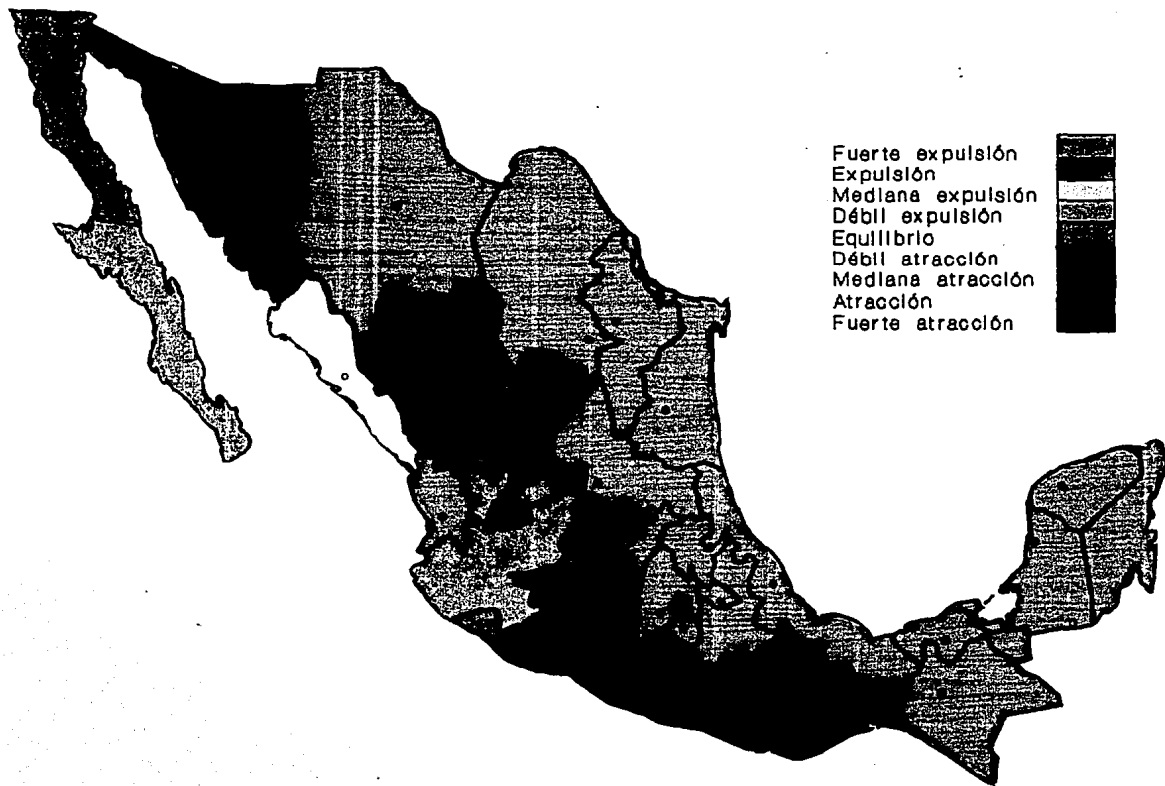 Fuerte expulsión
Expulsión
Mediana expulsión
Débil expulsión
Equilibrio
Débil atracción
Mediana atracción
Atracción
Fuerte atracción